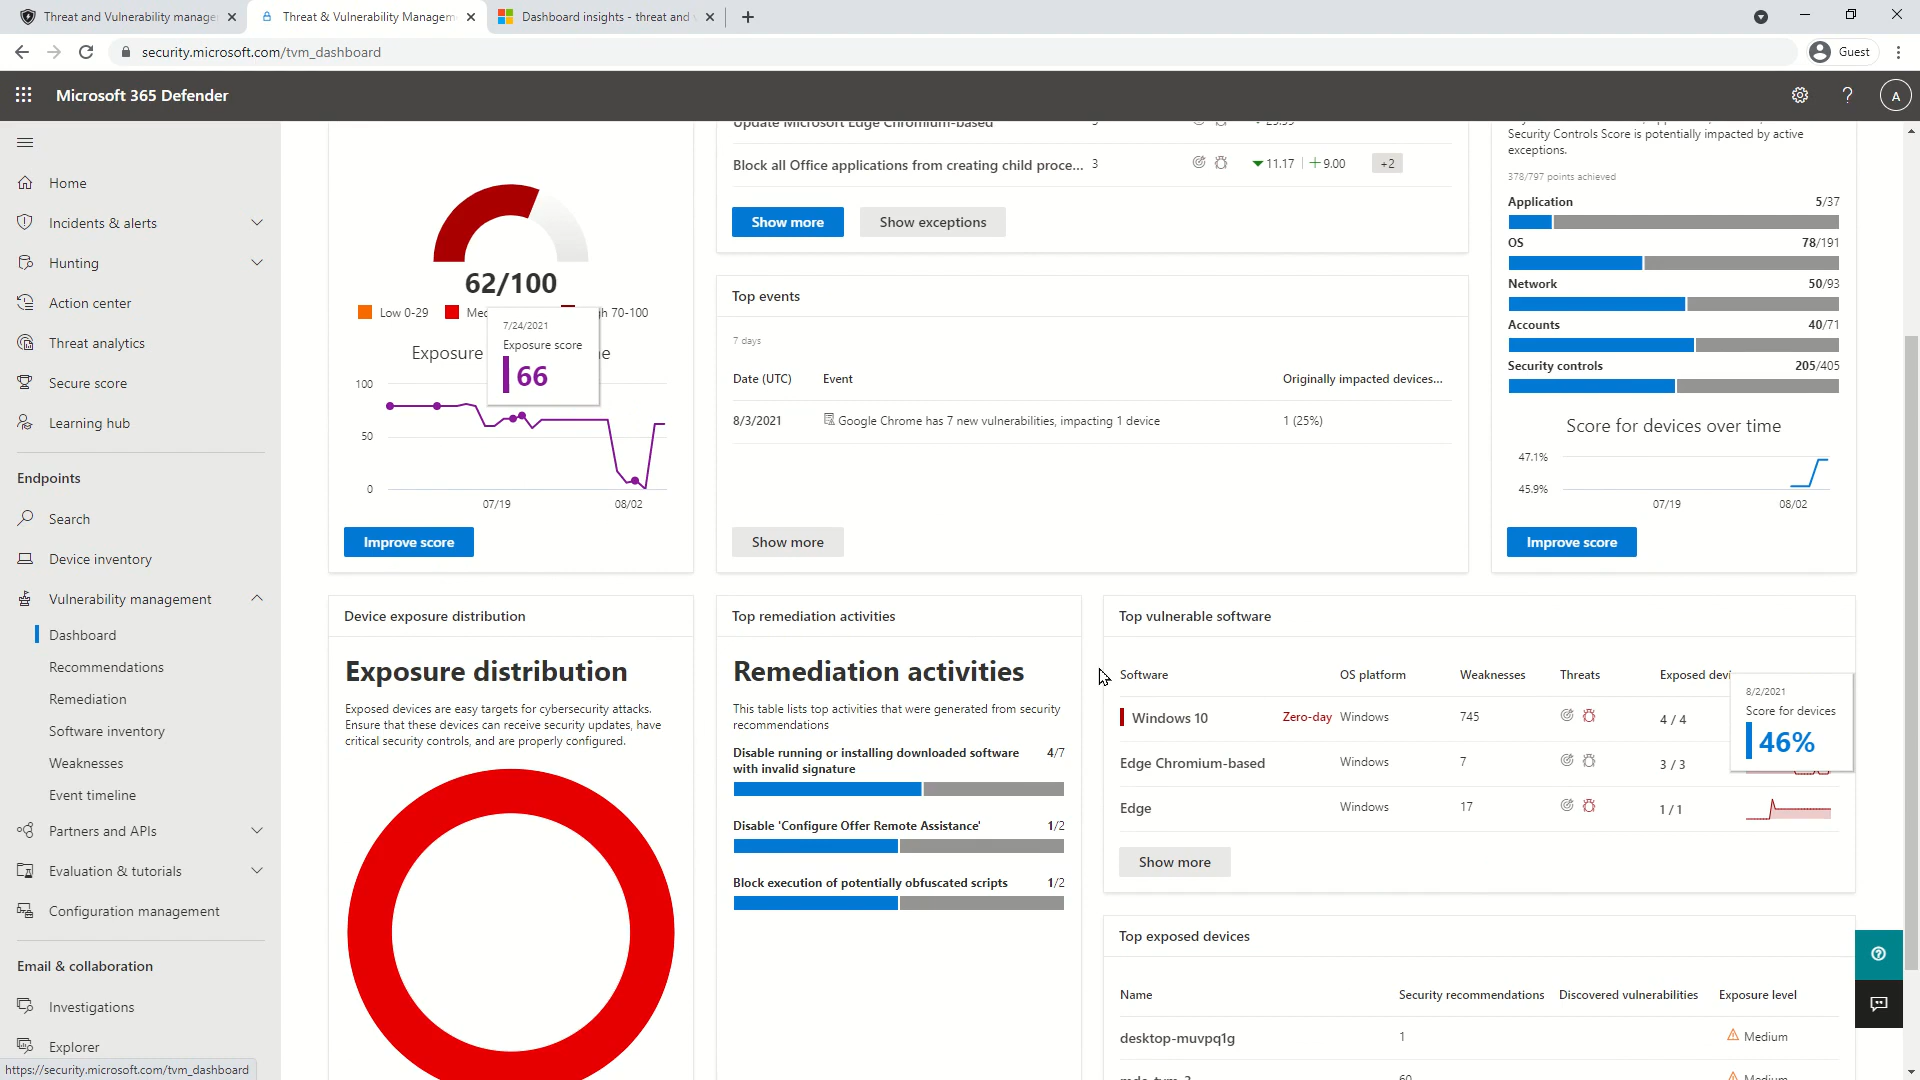 Threat and Vulnerability manage
Threat & Vulnerability Managem
Dashboard insights - threat and v
security.microsoft.com/tvm_dashboard
Guest
Microsoft 365 Defender
A
Home
Incidents & alerts
Hunting
Action center
Threat analytics
Secure score
Learning hub
Endpoints
Search
Device inventory
Vulnerability management
Dashboard
Recommendations
Remediation
Software inventory
Weaknesses
Event timeline
Partners and APIs
Evaluation & tutorials
Configuration management
Email & collaboration
Investigations
Explorer
https://security.microsoft.com/tvm_dashboard
62/100
Low 0-29
Med
gh 70-100
7/24/2021
Exposure score
66
Exposure
ne
100
50
0
07/19
08/02
Improve score
Update Microsoft Edge Chromium-based
Block all Office applications from creating child proce... 3
11.17 +9.00 +2
Show more
Show exceptions
Top events
7 days
Date (UTC) Event Originally impacted devices...
8/3/2021 Google Chrome has 7 new vulnerabilities, impacting 1 device 1 (25%)
Show more
Security Controls Score is potentially impacted by active
exceptions.
378/797 points achieved
Application 5/37
OS 78/191
Network 50/93
Accounts 40/71
Security controls 205/405
Score for devices over time
47.1%
45.9%
07/19
08/02
Improve score
Device exposure distribution
Exposure distribution
Exposed devices are easy targets for cybersecurity attacks.
Ensure that these devices can receive security updates, have
critical security controls, and are properly configured.
Top remediation activities
Remediation activities
This table lists top activities that were generated from security
recommendations
Disable running or installing downloaded software 4/7
with invalid signature
Disable 'Configure Offer Remote Assistance' 1/2
Block execution of potentially obfuscated scripts 1/2
Top vulnerable software
Software OS platform Weaknesses Threats Exposed devi
Windows 10 Zero-day Windows 745 4 / 4
Edge Chromium-based Windows 7 3 / 3
Edge Windows 17 1 / 1
8/2/2021
Score for devices
46%
Show more
Top exposed devices
Name Security recommendations Discovered vulnerabilities Exposure level
desktop-muvpq1g 1 Medium
60 Medium